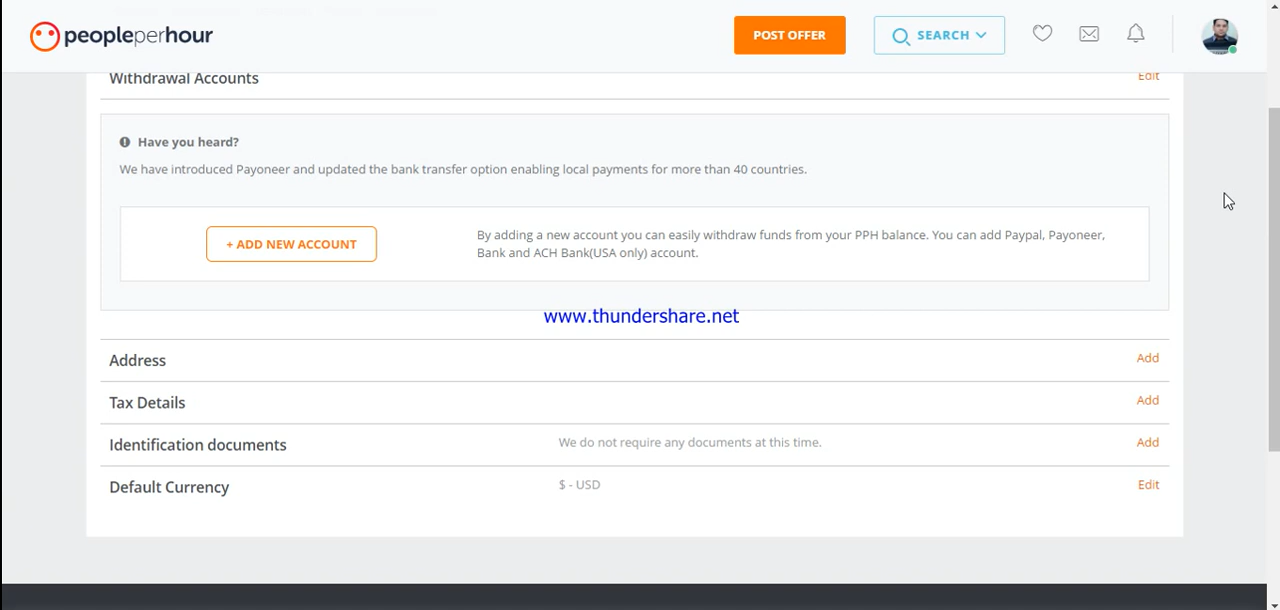 peopleperhour
POST OFFER
SEARCH
Withdrawal Accounts
Edit
Have you heard?
We have introduced Payoneer and updated the bank transfer option enabling local payments for more than 40 countries.
+ ADD NEW ACCOUNT
By adding a new account you can easily withdraw funds from your PPH balance. You can add Paypal, Payoneer,
Bank and ACH Bank(USA only) account.
www.thundershare.net
Address
Add
Tax Details
Add
Identification documents
We do not require any documents at this time.
Add
Default Currency
$ - USD
Edit